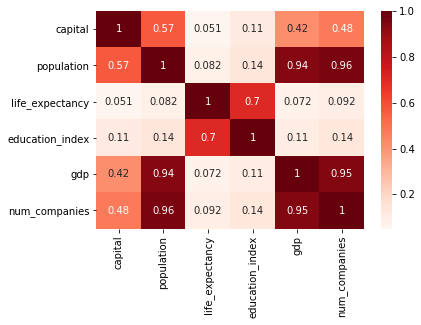 capital 1 0.57 0.051 0.11 0.42 0.48
population 0.57 1 0.082 0.14 0.94 0.96
life_expectancy 0.051 0.082 1 0.7 0.072 0.092
education_index 0.11 0.14 0.7 1 0.11 0.14
gdp 0.42 0.94 0.072 0.11 1 0.95
num_companies 0.48 0.96 0.092 0.14 0.95 1
capital
population
life_expectancy
education_index
gdp
num_companies
1.0
0.8
0.6
0.4
0.2